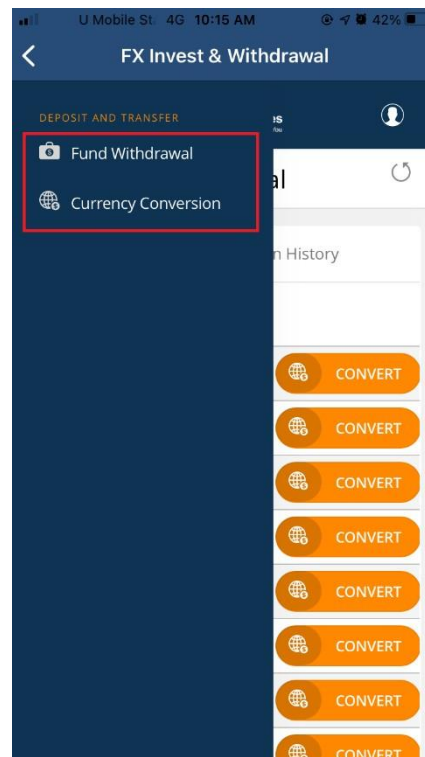 U Mobile St. 4G 10:15 AM 42%
FX Invest & Withdrawal
DEPOSIT AND TRANSFER
Fund Withdrawal
al
Currency Conversion
n History
CONVERT
CONVERT
CONVERT
CONVERT
CONVERT
CONVERT
CONVERT
CONVERT